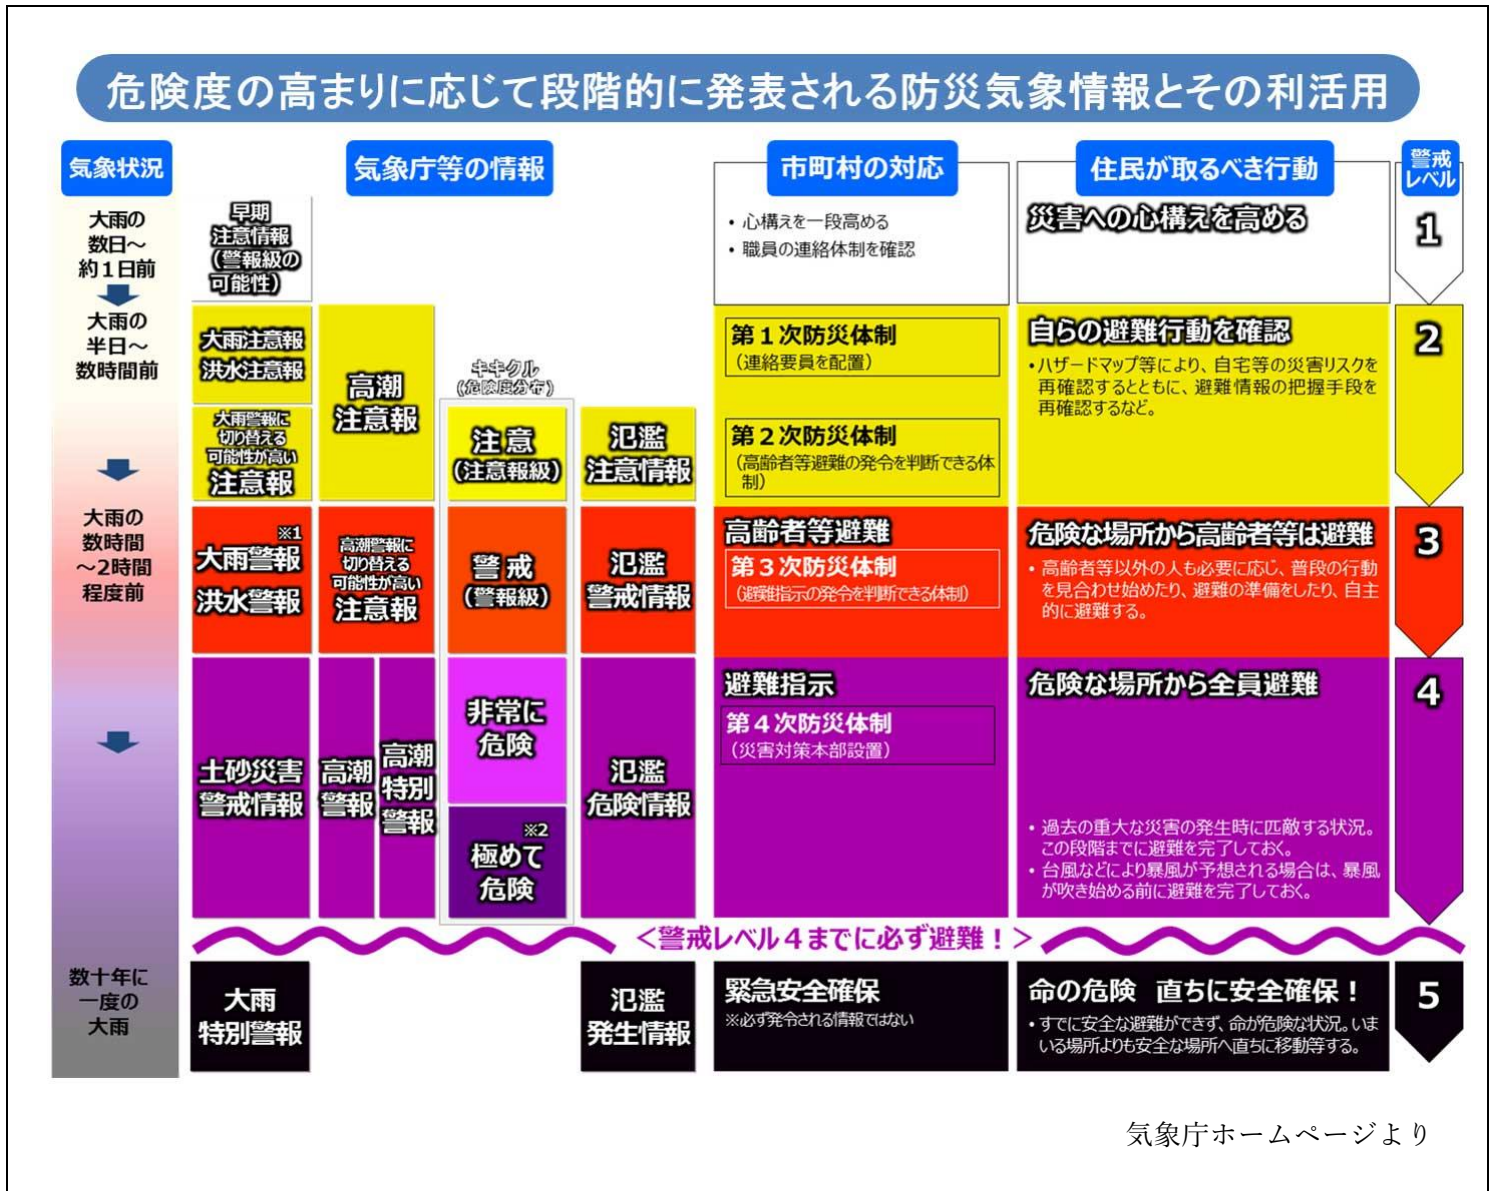 危険度の高まりに応じて段階的に発表される防災気象情報とその利活用
気象状況
気象庁等の情報
市町村の対応
住民が取るべき行動
警戒
レベル
大雨の
数日~
約1日前
早期
注意情報
(警報級の
可能性)
・心構えを一段高める
・職員の連絡体制を確認
災害への心構えを高める
1
大雨の
半日~
数時間前
大雨注意報
洪水注意報
高潮
注意報
キキクル
(危険度分布)
第1次防災体制
(連絡要員を配置)
自らの避難行動を確認
・ハザードマップ等により、自宅等の災害リスクを
再確認するとともに、避難情報の把握手段を
再確認するなど。
2
大雨警報に
切り替える
可能性が高い
注意報
注意
(注意報級)
氾濫
注意情報
第2次防災体制
(高齢者等避難の発令を判断できる体
制)
大雨の
数時間
~2時間
程度前
※1
大雨警報
洪水警報
高潮警報に
切り替える
可能性が高い
注意報
警戒
(警報級)
氾濫
警戒情報
高齢者等避難
第3次防災体制
(避難指示の発令を判断できる体制)
危険な場所から高齢者等は避難
・高齢者等以外の人も必要に応じ、普段の行動
を見合わせ始めたり、避難の準備をしたり、自主
的に避難する。
3
土砂災害
警戒情報
高潮
警報
高潮
特別
警報
非常に
危険
※2
極めて
危険
氾濫
危険情報
避難指示
第4次防災体制
(災害対策本部設置)
危険な場所から全員避難
・過去の重大な災害の発生時に匹敵する状況。
この段階までに避難を完了しておく。
・台風などにより暴風が予想される場合は、暴風
が吹き始める前に避難を完了しておく。
4
<警戒レベル4までに必ず避難!>
数十年に
一度の
大雨
大雨
特別警報
氾濫
発生情報
緊急安全確保
※必ず発令される情報ではない
命の危険 直ちに安全確保!
・すでに安全な避難ができず、命が危険な状況。いま
いる場所よりも安全な場所へ直ちに移動等する。
5
気象庁ホームページより